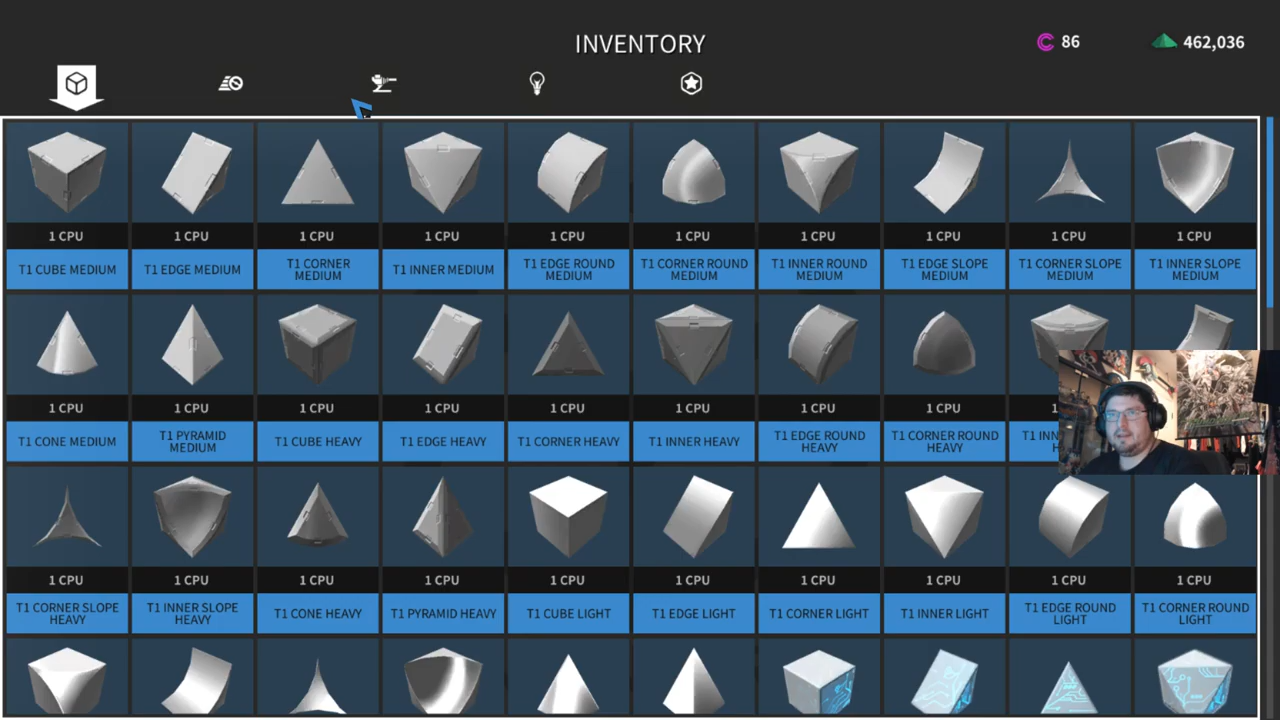 INVENTORY
86
462,036
1 CPU 1 CPU 1 CPU 1 CPU 1 CPU 1 CPU 1 CPU 1 CPU 1 CPU 1 CPU
T1 CUBE MEDIUM
T1 EDGE MEDIUM
T1 CORNER
MEDIUM
T1 INNER MEDIUM
T1 EDGE ROUND
MEDIUM
T1 CORNER ROUND
MEDIUM
T1 INNER ROUND
MEDIUM
T1 EDGE SLOPE
MEDIUM
T1 CORNER SLOPE
MEDIUM
T1 INNER SLOPE
MEDIUM
1 CPU 1 CPU 1 CPU 1 CPU 1 CPU 1 CPU 1 CPU 1 CPU
T1 CONE MEDIUM
T1 PYRAMID
MEDIUM
T1 CUBE HEAVY
T1 EDGE HEAVY
T1 CORNER HEAVY
T1 INNER HEAVY
T1 EDGE ROUND
HEAVY
T1 CORNER ROUND
HEAVY
1 CPU 1 CPU 1 CPU 1 CPU 1 CPU 1 CPU 1 CPU 1 CPU 1 CPU 1 CPU
T1 CORNER SLOPE
HEAVY
T1 INNER SLOPE
HEAVY
T1 CONE HEAVY
T1 PYRAMID HEAVY
T1 CUBE LIGHT
T1 EDGE LIGHT
T1 CORNER LIGHT
T1 INNER LIGHT
T1 EDGE ROUND
LIGHT
T1 CORNER ROUND
LIGHT